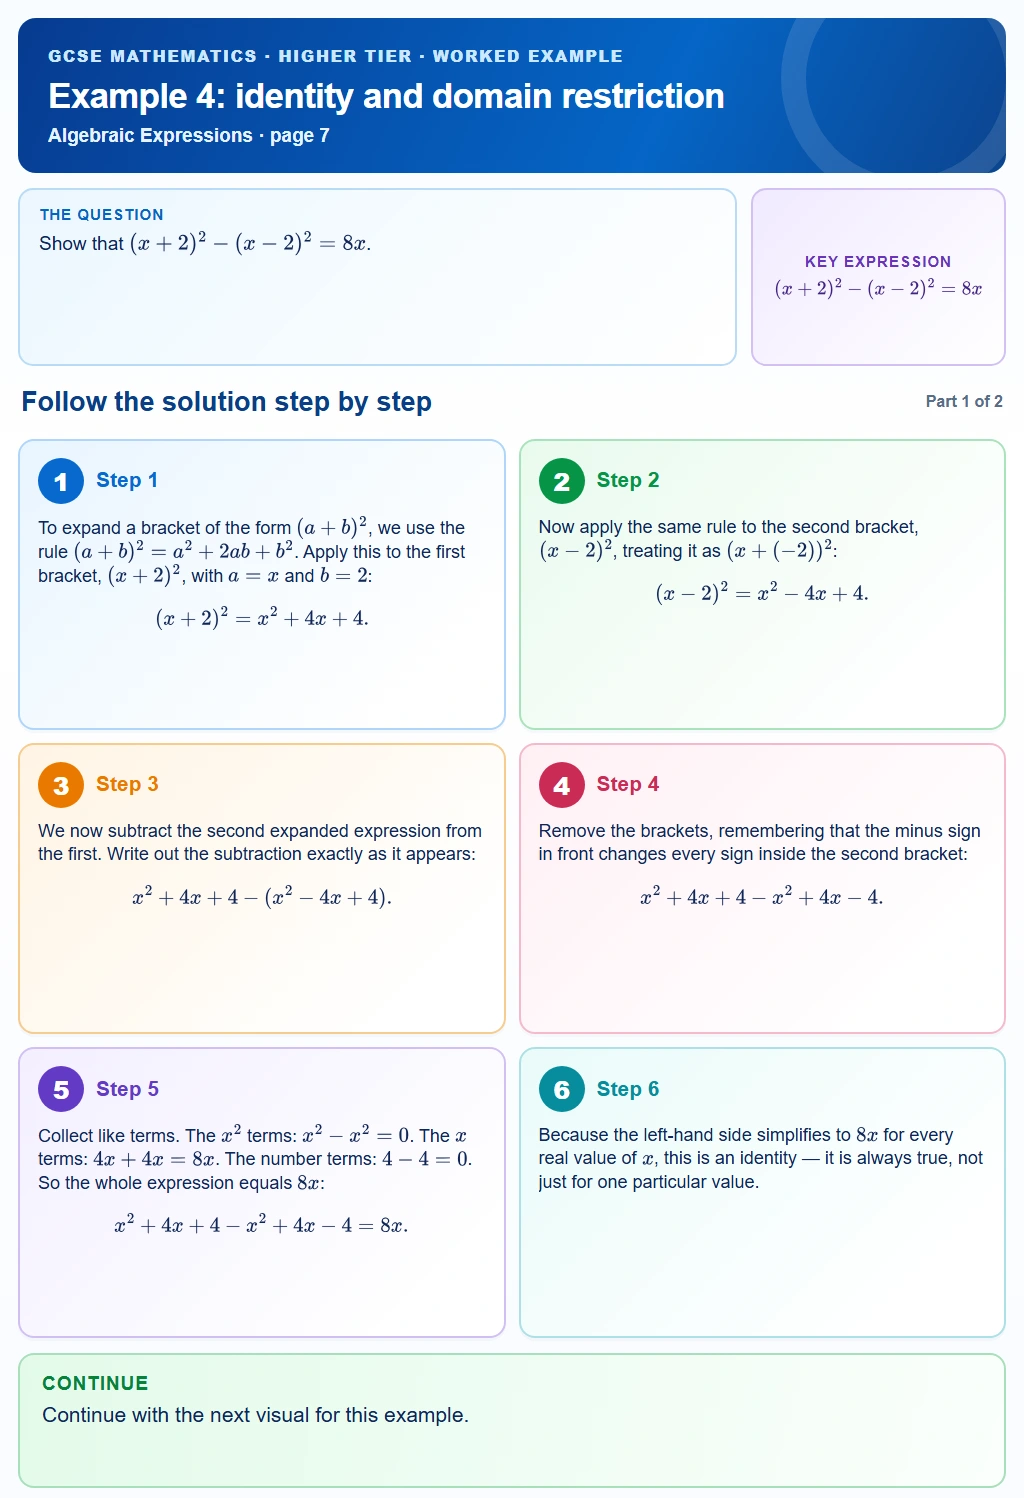 GCSE MATHEMATICS · HIGHER TIER · WORKED EXAMPLE
Example 4: identity and domain restriction
Algebraic Expressions · page 7
THE QUESTION
Show that (x + 2)² − (x − 2)² = 8x.
KEY EXPRESSION
(x + 2)² − (x − 2)² = 8x
Follow the solution step by step
Part 1 of 2
1 Step 1
To expand a bracket of the form (a + b)², we use the
rule (a + b)² = a² + 2ab + b². Apply this to the first
bracket, (x + 2)², with a = x and b = 2:
(x + 2)² = x² + 4x + 4.
2 Step 2
Now apply the same rule to the second bracket,
(x − 2)², treating it as (x + (−2))²:
(x − 2)² = x² − 4x + 4.
3 Step 3
We now subtract the second expanded expression from
the first. Write out the subtraction exactly as it appears:
x² + 4x + 4 − (x² − 4x + 4).
4 Step 4
Remove the brackets, remembering that the minus sign
in front changes every sign inside the second bracket:
x² + 4x + 4 − x² + 4x − 4.
5 Step 5
Collect like terms. The x² terms: x² − x² = 0. The x
terms: 4x + 4x = 8x. The number terms: 4 − 4 = 0.
So the whole expression equals 8x:
x² + 4x + 4 − x² + 4x − 4 = 8x.
6 Step 6
Because the left-hand side simplifies to 8x for every
real value of x, this is an identity — it is always true, not
just for one particular value.
CONTINUE
Continue with the next visual for this example.